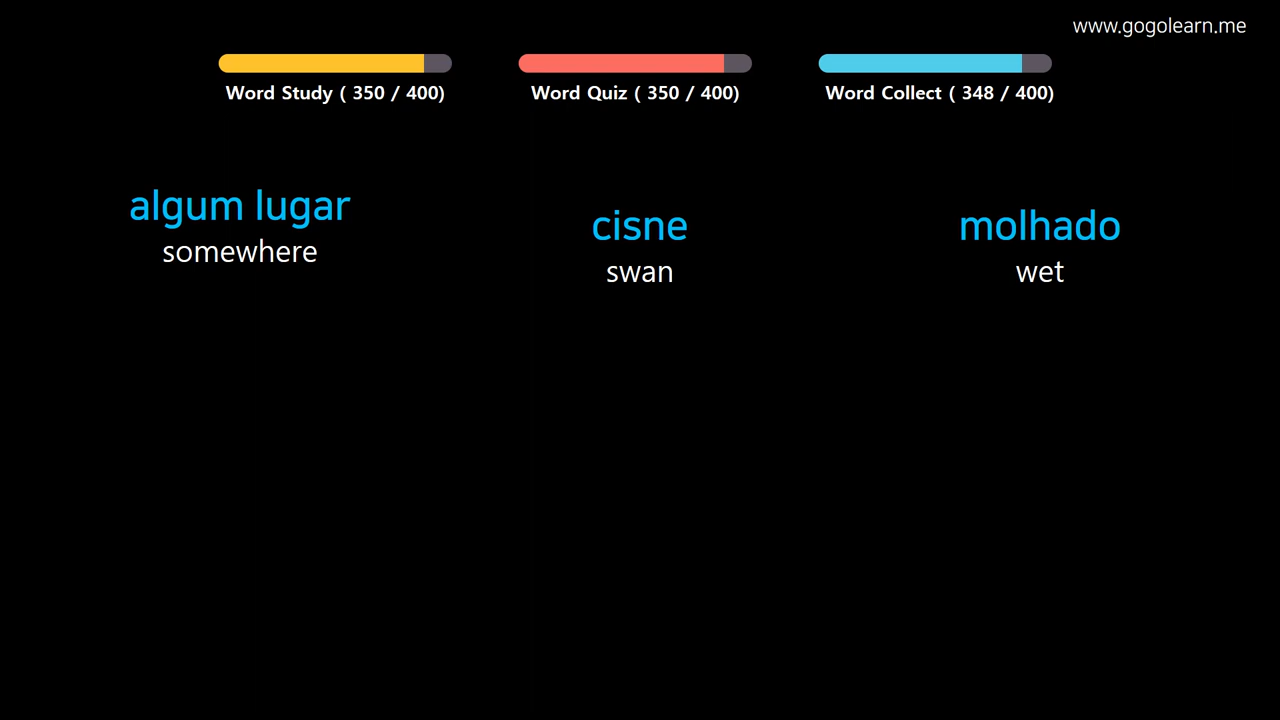 www.gogolearn.me
Word Study ( 350 / 400)
Word Quiz ( 350 / 400)
Word Collect ( 348 / 400)
algum lugar
somewhere
cisne
swan
molhado
wet